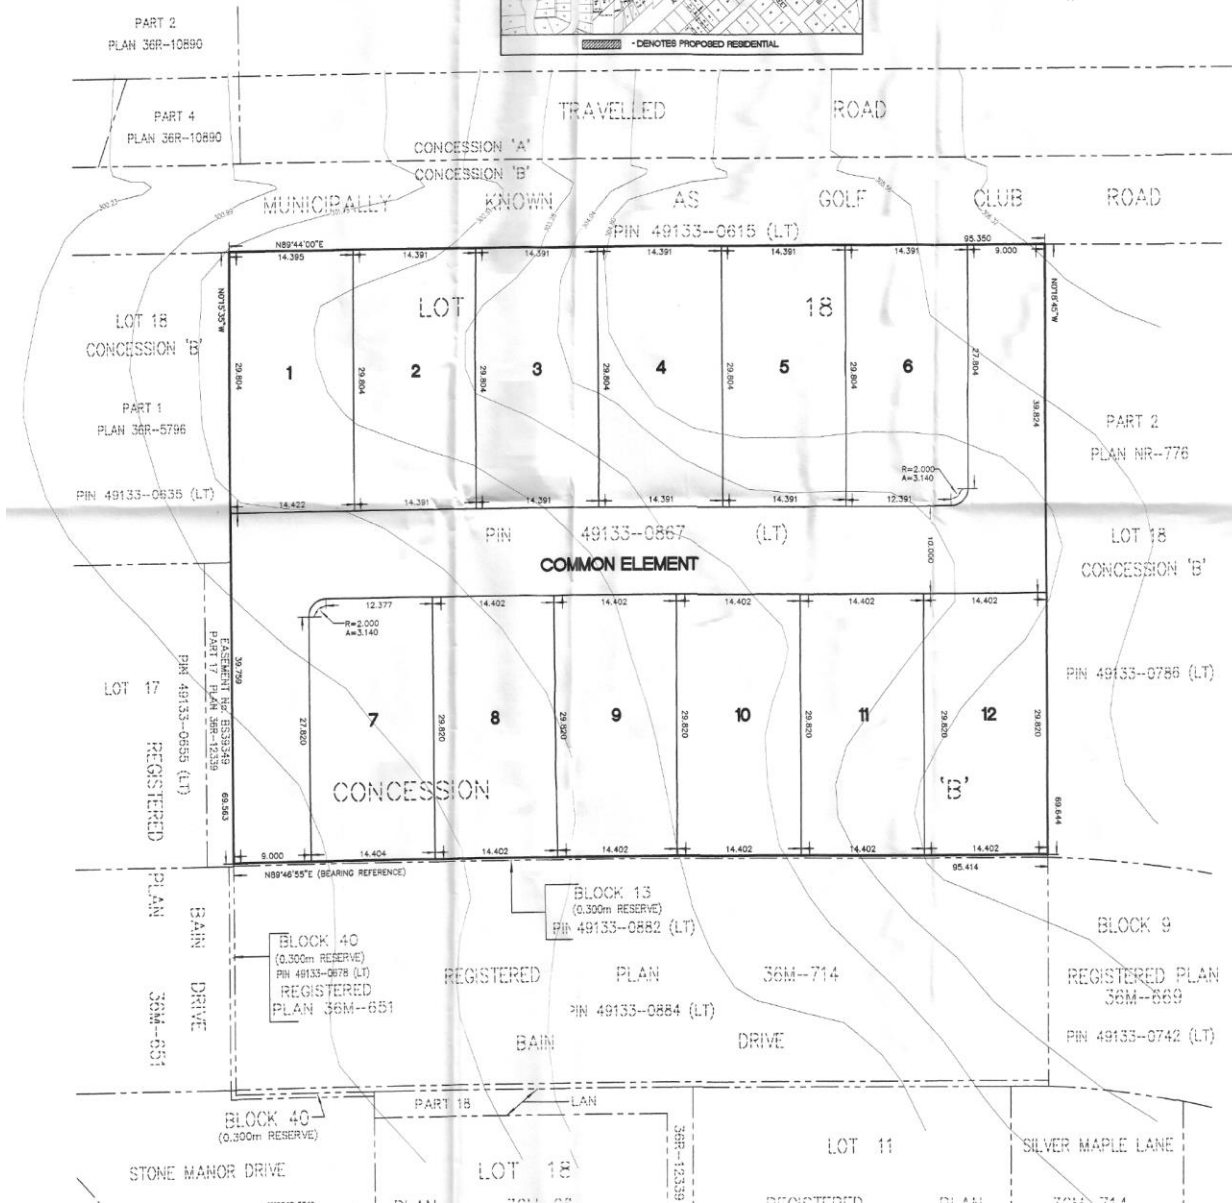 PART 2
PLAN 36R-10890
- DENOTES PROPOSED RESIDENTIAL
PART 4
PLAN 36R-10890
TRAVELLED ROAD
CONCESSION 'A'
CONCESSION 'B'
MUNICIPALLY KNOWN AS GOLF CLUB ROAD
PIN 49133-0615 (LT)
N89°44'00"E
95.350
14.395
14.391
14.391
14.391
14.391
14.391
9.000
N0°15'35"W
N0°18'45"W
LOT 18
CONCESSION 'B'
LOT
18
1
2
3
4
5
6
29.804
29.804
29.804
29.804
29.804
29.804
27.804
39.824
PART 1
PLAN 36R-5796
PART 2
PLAN NR-776
PIN 49133-0635 (LT)
R=2.000
A=3.140
14.422
14.391
14.391
14.391
14.391
12.391
PIN 49133-0867 (LT)
COMMON ELEMENT
10.000
LOT 18
CONCESSION 'B'
12.377
14.402
14.402
14.402
14.402
14.402
R=2.000
A=3.140
EASEMENT No. BS39349
PART 17 PLAN 36R-12339
PIN 49133-0655 (LT)
39.759
LOT 17
PIN 49133-0786 (LT)
7
8
9
10
11
12
27.820
29.820
29.820
29.820
29.820
29.820
29.820
CONCESSION
'B'
69.563
69.644
REGISTERED PLAN 36M-651
9.000
14.404
14.402
14.402
14.402
14.402
14.402
N89°46'55"E (BEARING REFERENCE)
95.414
BAIN DRIVE
BLOCK 13
(0.300m RESERVE)
PIN 49133-0882 (LT)
BLOCK 40
(0.300m RESERVE)
PIN 49133-0678 (LT)
REGISTERED
PLAN 36M-651
REGISTERED PLAN 36M-714
PIN 49133-0884 (LT)
BAIN DRIVE
BLOCK 9
REGISTERED PLAN
36M-669
PIN 49133-0742 (LT)
BLOCK 40
(0.300m RESERVE)
PART 18
LAN
36R-12339
STONE MANOR DRIVE
LOT 18
LOT 11
SILVER MAPLE LANE
REGISTERED PLAN